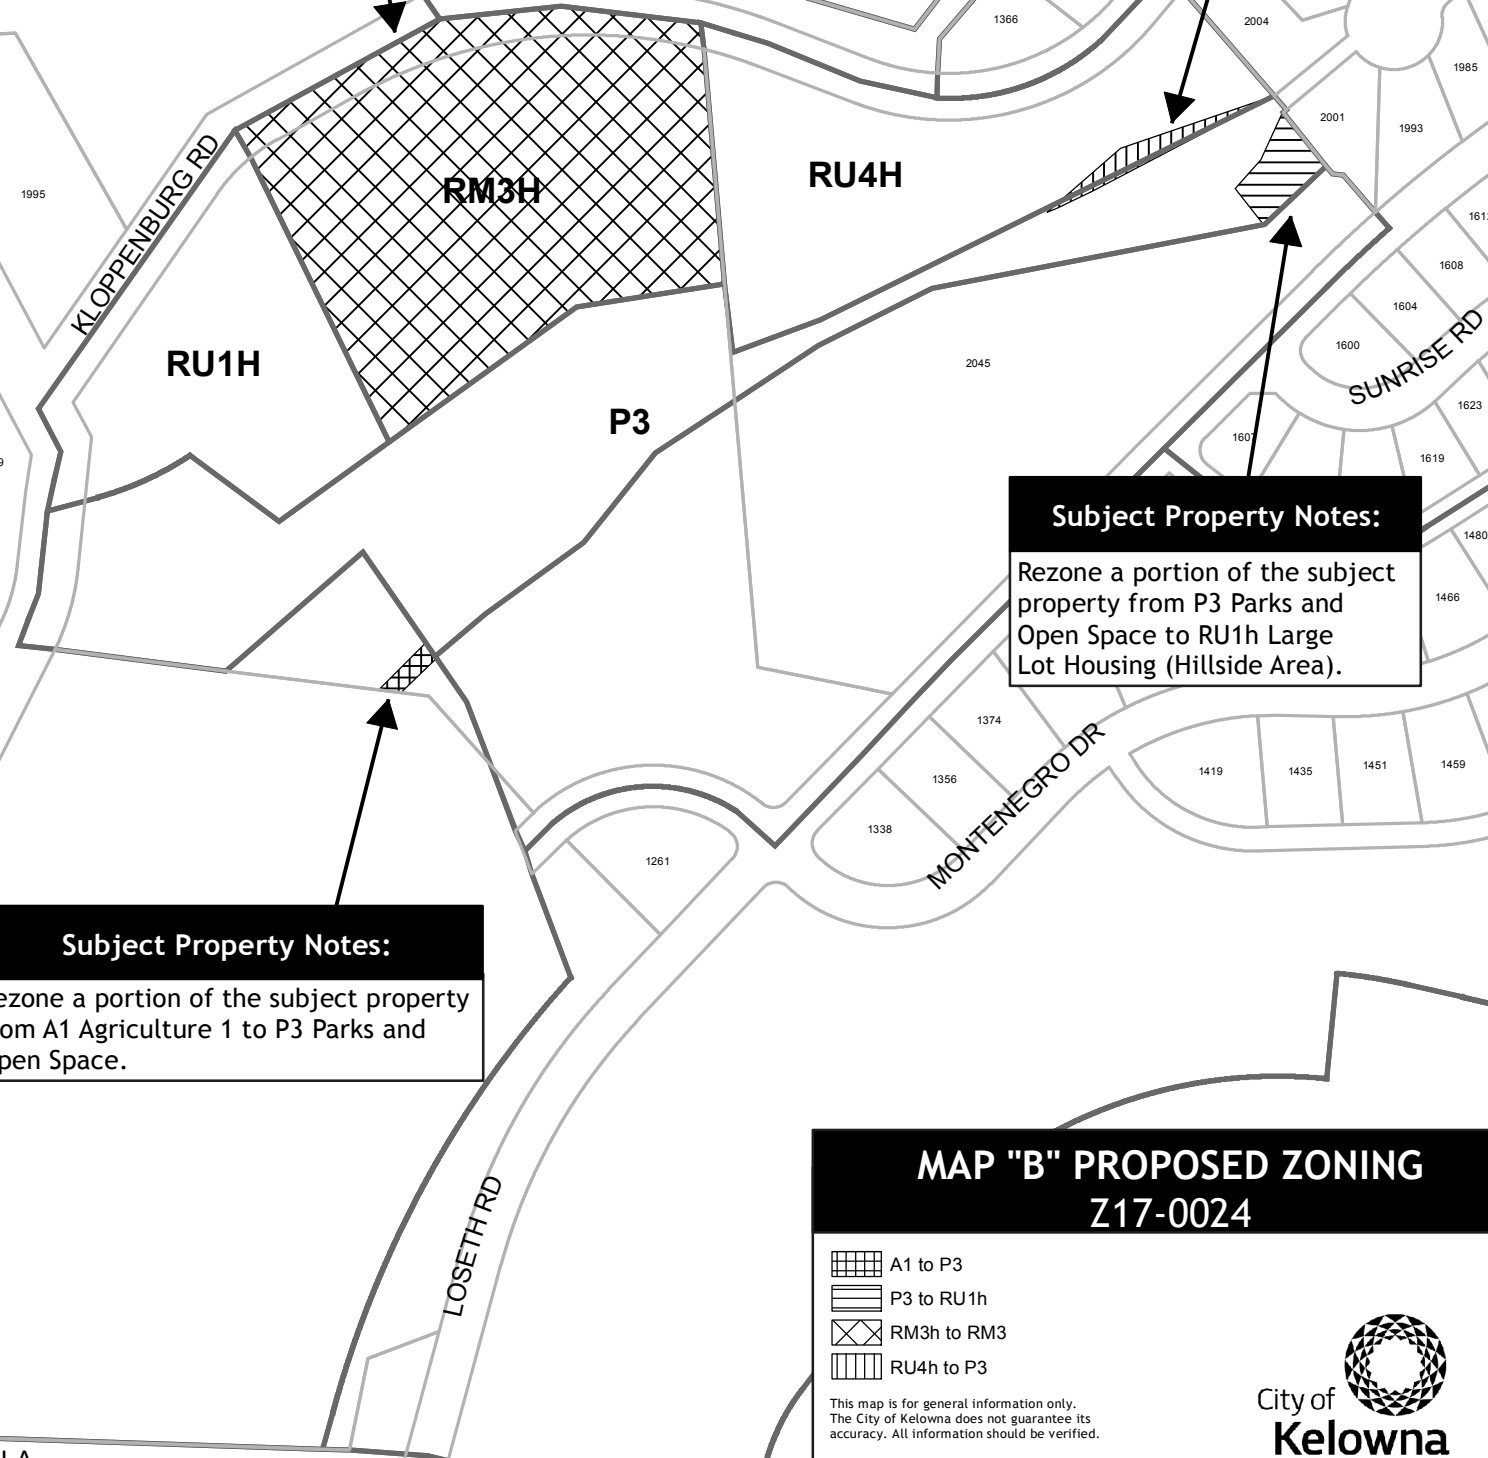 1366
2004
1985
2001
1993
1995
KLOPPENBURG RD
RM3H
RU4H
1608
1604
1600
SUNRISE RD
RU1H
2045
P3
1623
1607
1619
Subject Property Notes:
Rezone a portion of the subject
property from P3 Parks and
Open Space to RU1h Large
Lot Housing (Hillside Area).
1480
1466
1374
1356
1338
MONTENEGRO DR
1419
1435
1451
1459
1261
Subject Property Notes:
ezone a portion of the subject property
om A1 Agriculture 1 to P3 Parks and
pen Space.
LOSETH RD
MAP "B" PROPOSED ZONING
Z17-0024
A1 to P3
P3 to RU1h
RM3h to RM3
RU4h to P3
This map is for general information only.
The City of Kelowna does not guarantee its
accuracy. All information should be verified.
City of
Kelowna